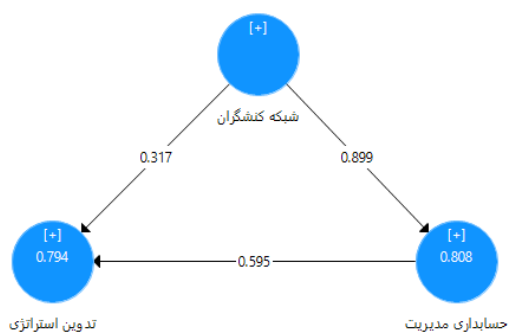 [+]
شبکه کنشگران
0.317
0.899
[+]
0.794
0.595
[+]
0.808
تدوین استراتژی
حسابداری مدیریت